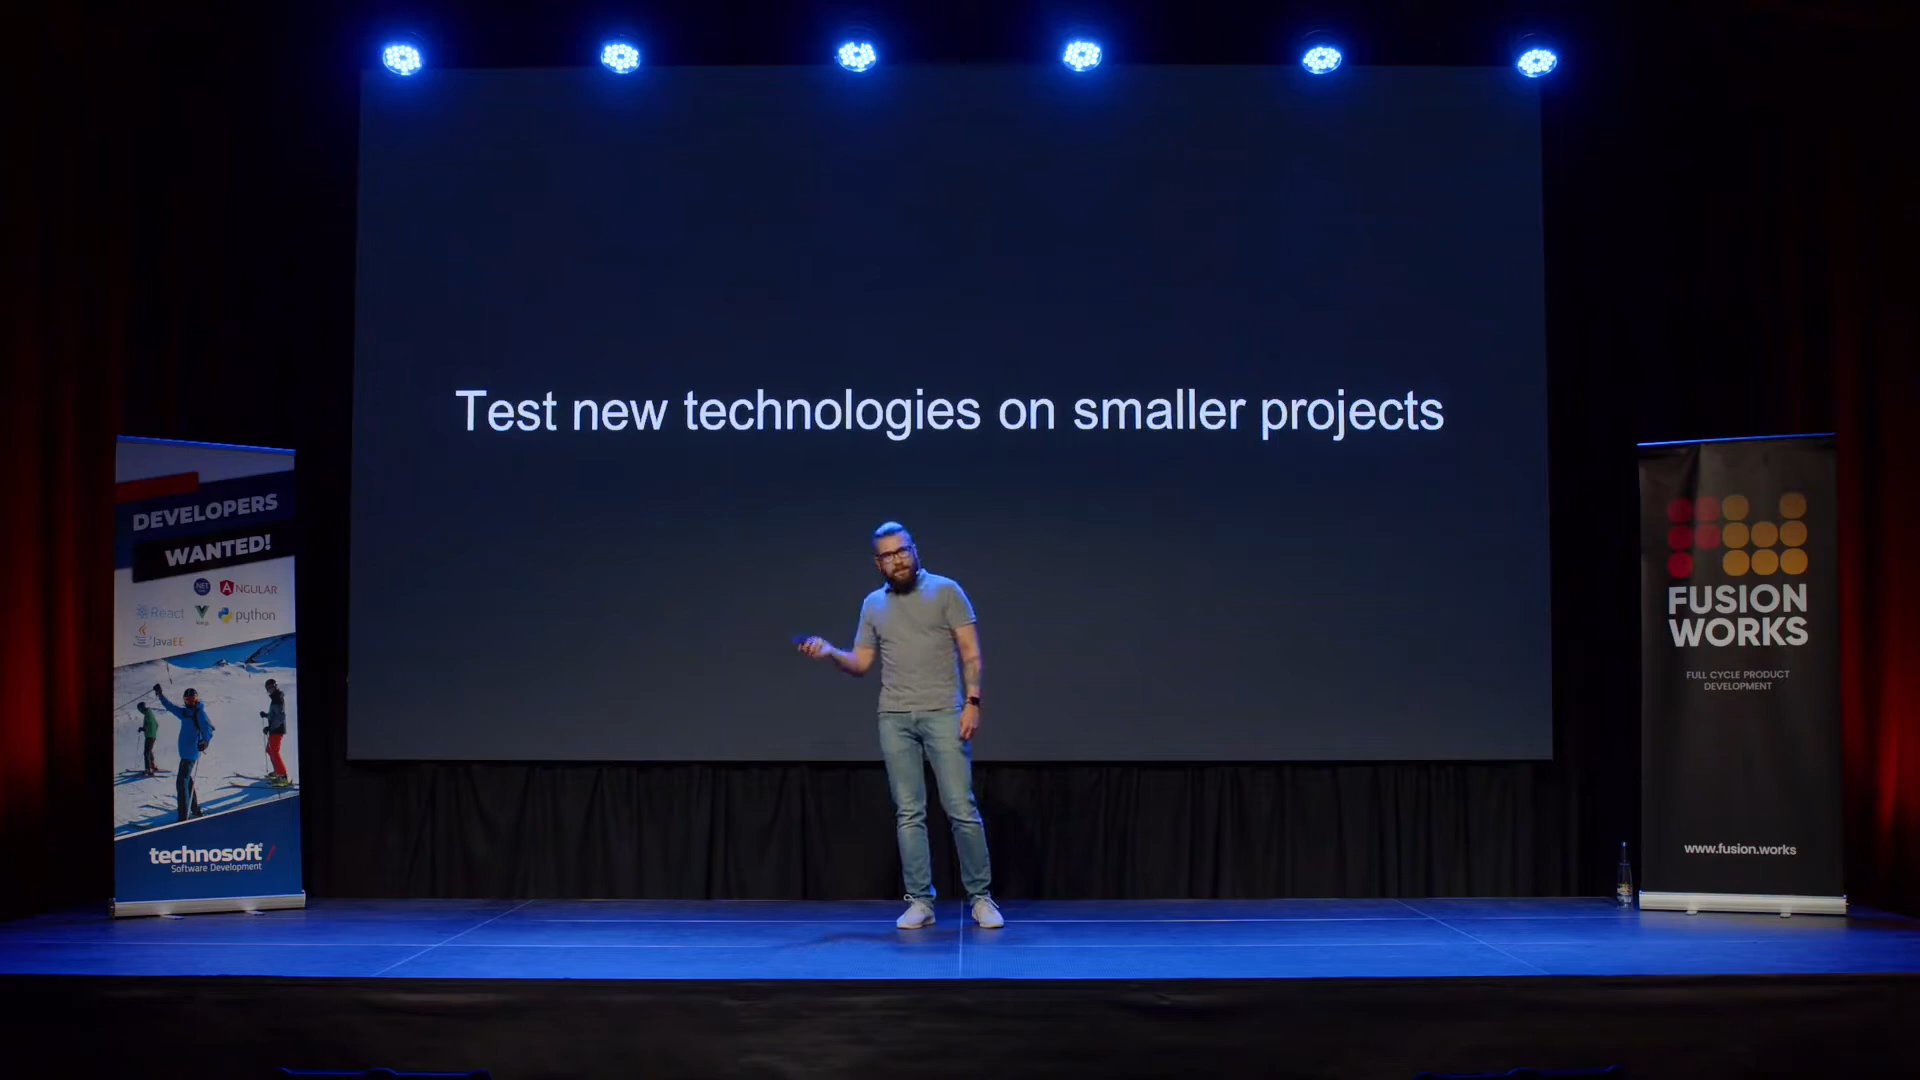 Test new technologies on smaller projects
DEVELOPERS
WANTED!
.NET
ANGULAR
React
python
JavaEE
technosoft
Software Development
FUSION
WORKS
FULL CYCLE PRODUCT
DEVELOPMENT
www.fusion.works